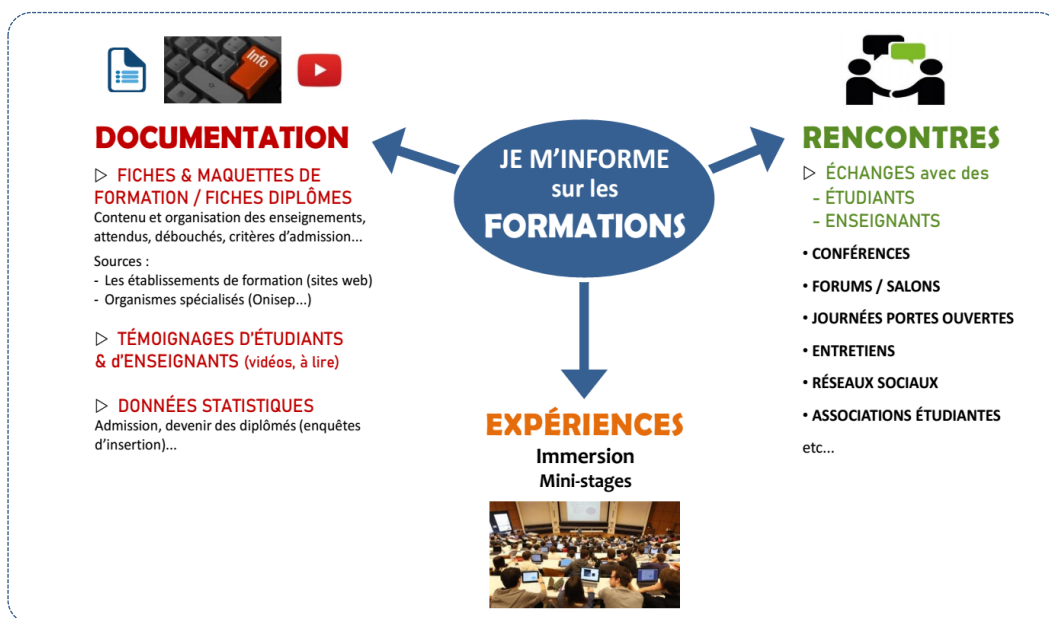 Info
JE M'INFORME
sur les
FORMATIONS
DOCUMENTATION
▷ FICHES & MAQUETTES DE
FORMATION / FICHES DIPLÔMES
Contenu et organisation des enseignements,
attendus, débouchés, critères d'admission...
Sources :
- Les établissements de formation (sites web)
- Organismes spécialisés (Onisep...)
▷ TÉMOIGNAGES D'ÉTUDIANTS
& d'ENSEIGNANTS (vidéos, à lire)
▷ DONNÉES STATISTIQUES
Admission, devenir des diplômés (enquêtes
d'insertion)...
EXPÉRIENCES
Immersion
Mini-stages
RENCONTRES
▷ ÉCHANGES avec des
- ÉTUDIANTS
- ENSEIGNANTS
• CONFÉRENCES
• FORUMS / SALONS
• JOURNÉES PORTES OUVERTES
• ENTRETIENS
• RÉSEAUX SOCIAUX
• ASSOCIATIONS ÉTUDIANTES
etc...